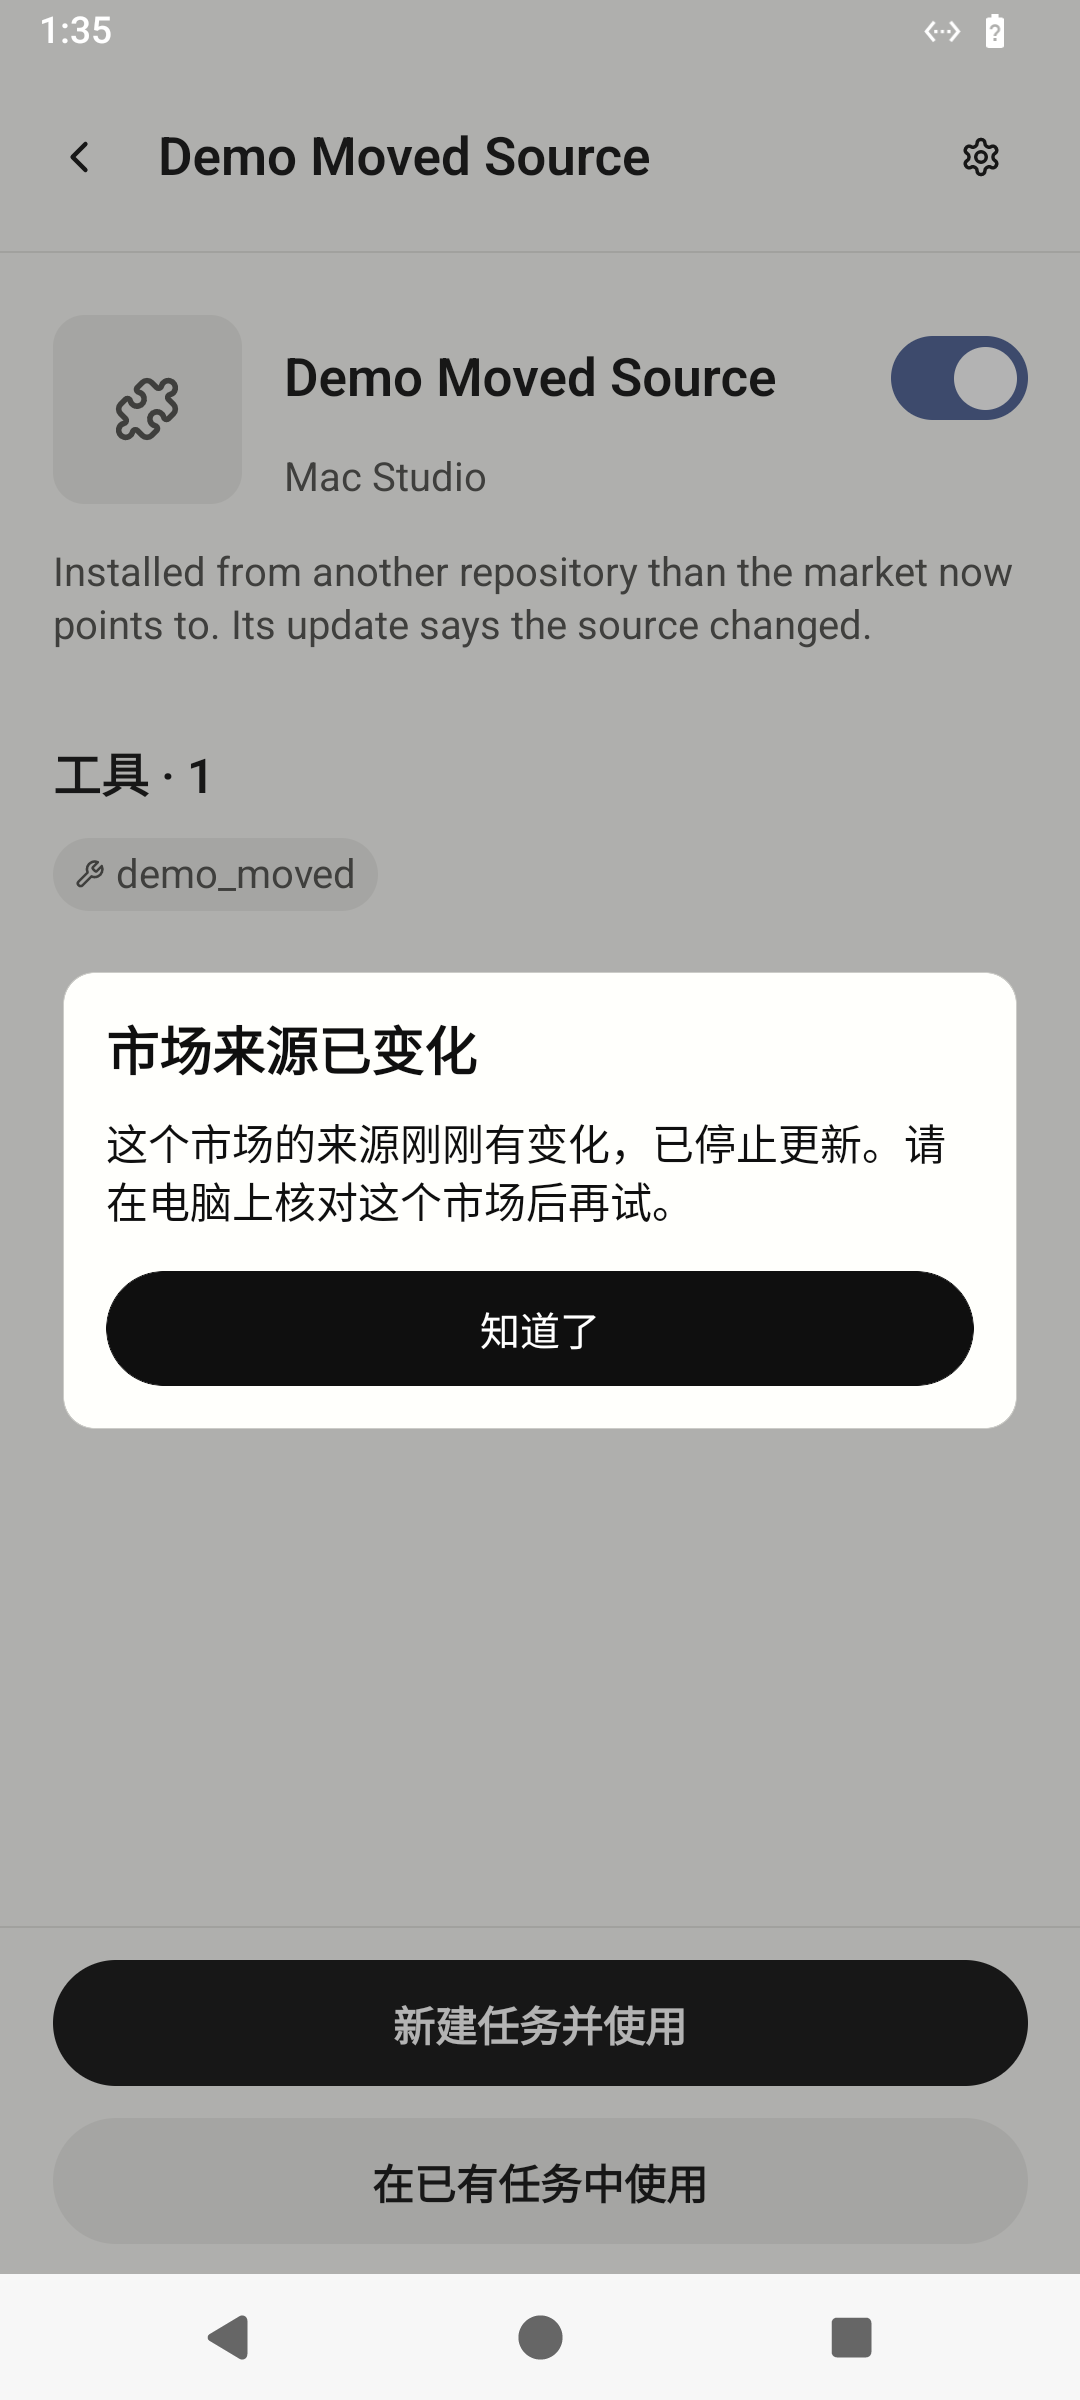 1:35
Demo Moved Source
Demo Moved Source
Mac Studio
Installed from another repository than the market now
points to. Its update says the source changed.
工具 · 1
demo_moved
市场来源已变化
这个市场的来源刚刚有变化，已停止更新。请
在电脑上核对这个市场后再试。
知道了
新建任务并使用
在已有任务中使用